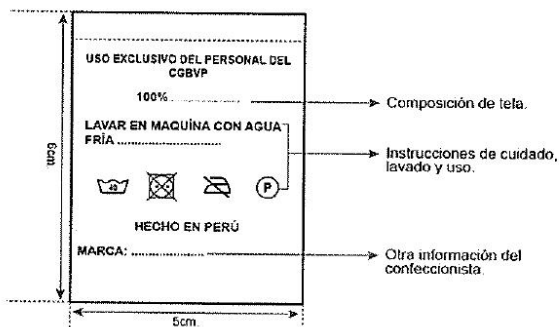 USO EXCLUSIVO DEL PERSONAL DEL
CGBVP
100%.................... Composición de tela.
LAVAR EN MAQUÍNA CON AGUA
FRÍA ..........................
Instrucciones de cuidado,
lavado y uso.
40 P
HECHO EN PERÚ
MARCA: .................... Otra información del
confeccionista.
6cm.
5cm.